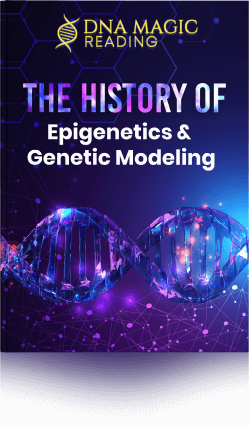 DNA MAGIC
READING
THE HISTORY OF
Epigenetics &
Genetic Modeling